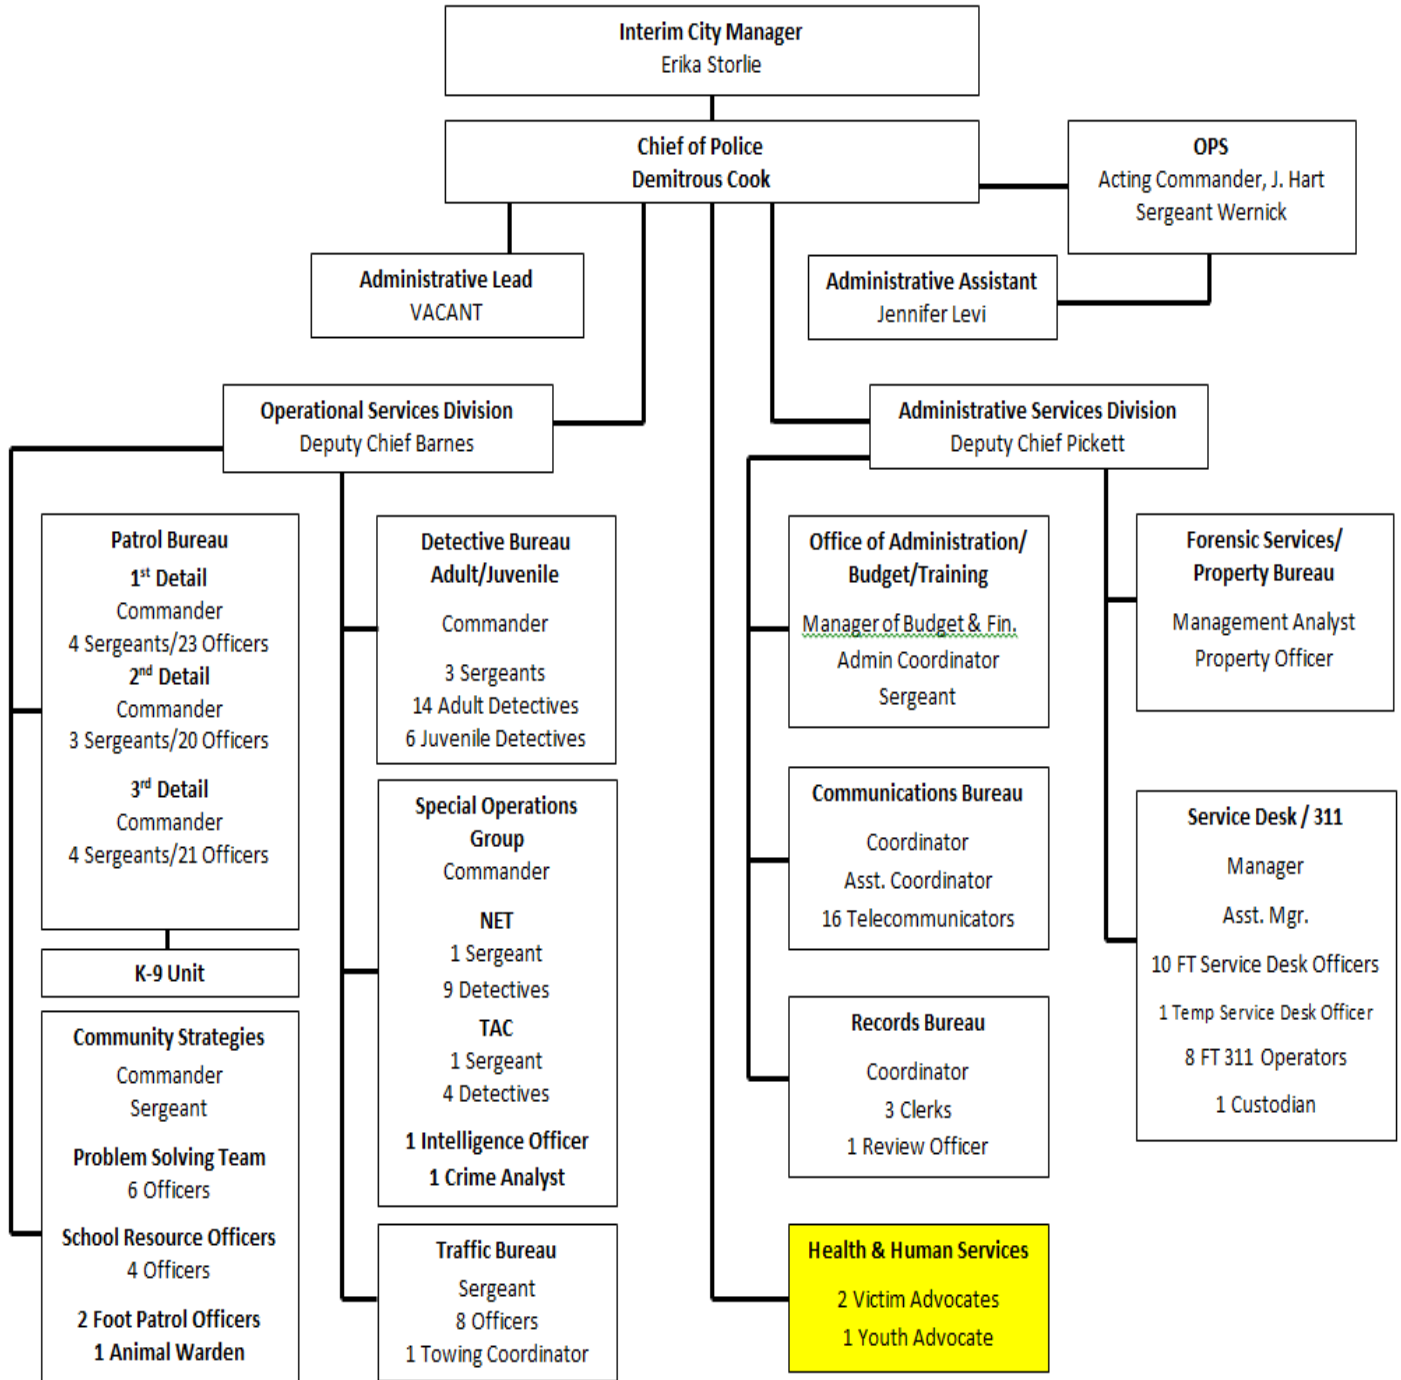 Interim City Manager
Erika Storlie
Chief of Police
Demitrous Cook
OPS
Acting Commander, J. Hart
Sergeant Wernick
Administrative Lead
VACANT
Administrative Assistant
Jennifer Levi
Operational Services Division
Deputy Chief Barnes
Administrative Services Division
Deputy Chief Pickett
Patrol Bureau
1st Detail
Commander
4 Sergeants/23 Officers
2nd Detail
Commander
3 Sergeants/20 Officers
3rd Detail
Commander
4 Sergeants/21 Officers
K-9 Unit
Community Strategies
Commander
Sergeant
Problem Solving Team
6 Officers
School Resource Officers
4 Officers
2 Foot Patrol Officers
1 Animal Warden
Detective Bureau
Adult/Juvenile
Commander
3 Sergeants
14 Adult Detectives
6 Juvenile Detectives
Special Operations
Group
Commander
NET
1 Sergeant
9 Detectives
TAC
1 Sergeant
4 Detectives
1 Intelligence Officer
1 Crime Analyst
Traffic Bureau
Sergeant
8 Officers
1 Towing Coordinator
Office of Administration/
Budget/Training
Manager of Budget & Fin.
Admin Coordinator
Sergeant
Communications Bureau
Coordinator
Asst. Coordinator
16 Telecommunicators
Records Bureau
Coordinator
3 Clerks
1 Review Officer
Health & Human Services
2 Victim Advocates
1 Youth Advocate
Forensic Services/
Property Bureau
Management Analyst
Property Officer
Service Desk / 311
Manager
Asst. Mgr.
10 FT Service Desk Officers
1 Temp Service Desk Officer
8 FT 311 Operators
1 Custodian